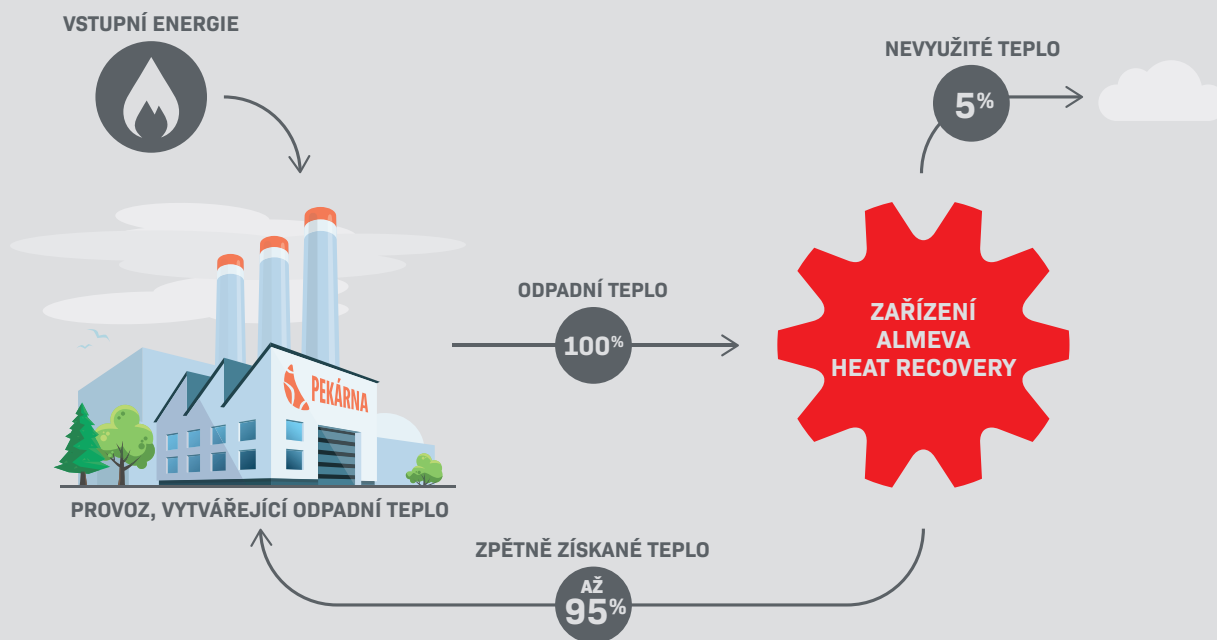 VSTUPNÍ ENERGIE
NEVYUŽITÉ TEPLO
5%
ODPADNÍ TEPLO
100%
ZAŘÍZENÍ
ALMEVA
HEAT RECOVERY
PEKÁRNA
PROVOZ, VYTVÁŘEJÍCÍ ODPADNÍ TEPLO
ZPĚTNĚ ZÍSKANÉ TEPLO
AŽ
95%